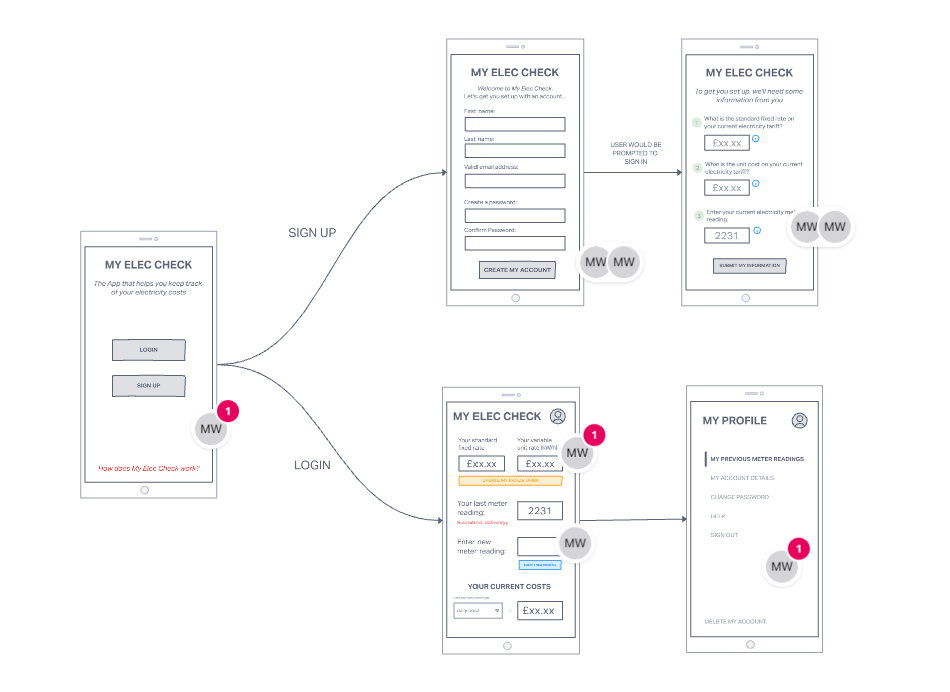 MY ELEC CHECK
The App that helps you keep track
of your electricity costs
LOGIN
SIGN UP
How does My Elec Check work?
MW
1
SIGN UP
LOGIN
MY ELEC CHECK
Welcome to My Elec Check.
Let's get you set up with an account...
First name:
Last name:
Valid email address:
Create a password:
Confirm Password:
CREATE MY ACCOUNT
MW
MW
USER WOULD BE
PROMPTED TO
SIGN IN
MY ELEC CHECK
To get you set up, we'll need some
information from you
1
What is the standard fixed rate on
your current electricity tariff?
£xx.xx
2
What is the unit cost on your current
electricity tariff?
£xx.xx
3
Enter your current electricity
reading.
2231
SUBMIT MY INFORMATION
MW
MW
MY ELEC CHECK
Your standard
fixed rate
Your variable
unit rate (kW/h)
£xx.xx
£xx.xx
MW
1
Your last meter
reading:
2231
Submitted:
Enter new
meter reading:
MW
YOUR CURRENT COSTS
daily cost
=
£xx.xx
MY PROFILE
MY PREVIOUS METER READINGS
MY ACCOUNT DETAILS
CHANGE PASSWORD
HELP
SIGN OUT
MW
1
DELETE MY ACCOUNT